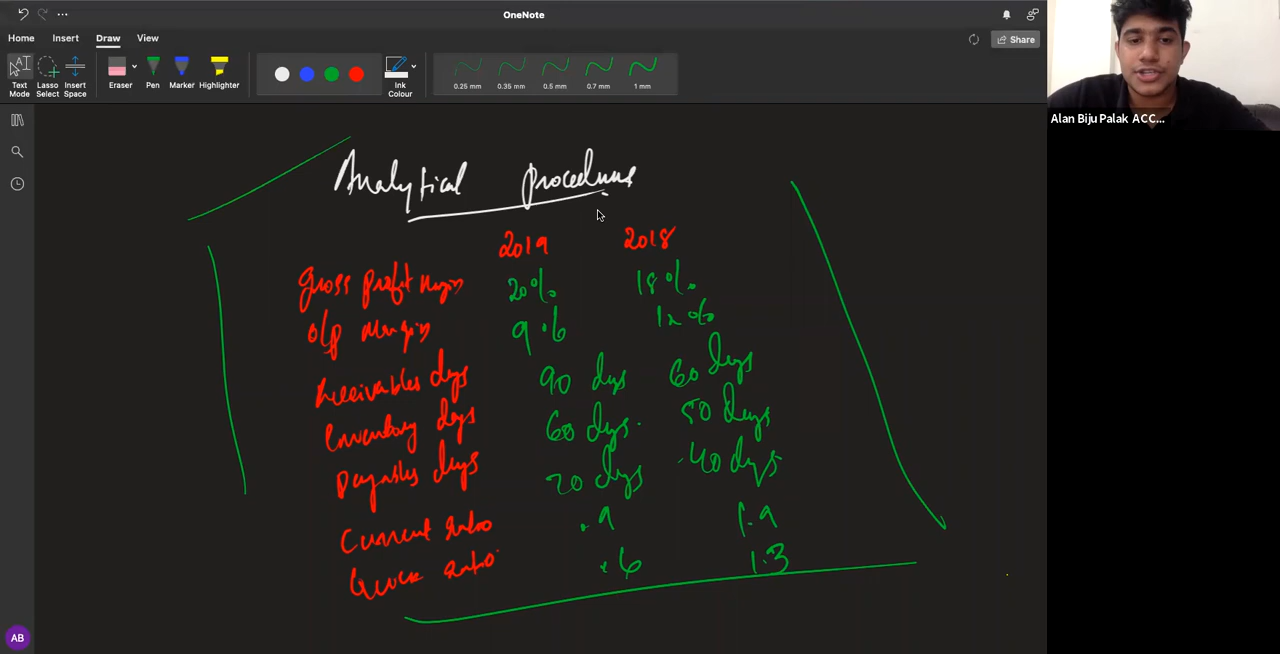 OneNote
Home Insert Draw View
Share
Text Mode
Lasso Select
Insert Space
Eraser
Pen
Marker
Highlighter
Ink Colour
0.25 mm 0.35 mm 0.5 mm 0.7 mm 1 mm
Alan Biju Palak ACC...
Analytical procedures
2019 2018
Gross profit Margin 20% 18%
O/p Margin 9% 12%
Receivables days 90 days 60 days
Inventory days 60 days 50 days
Payables days 70 days 40 days
Current ratio .9 1.9
Quick ratio .6 1.3
AB